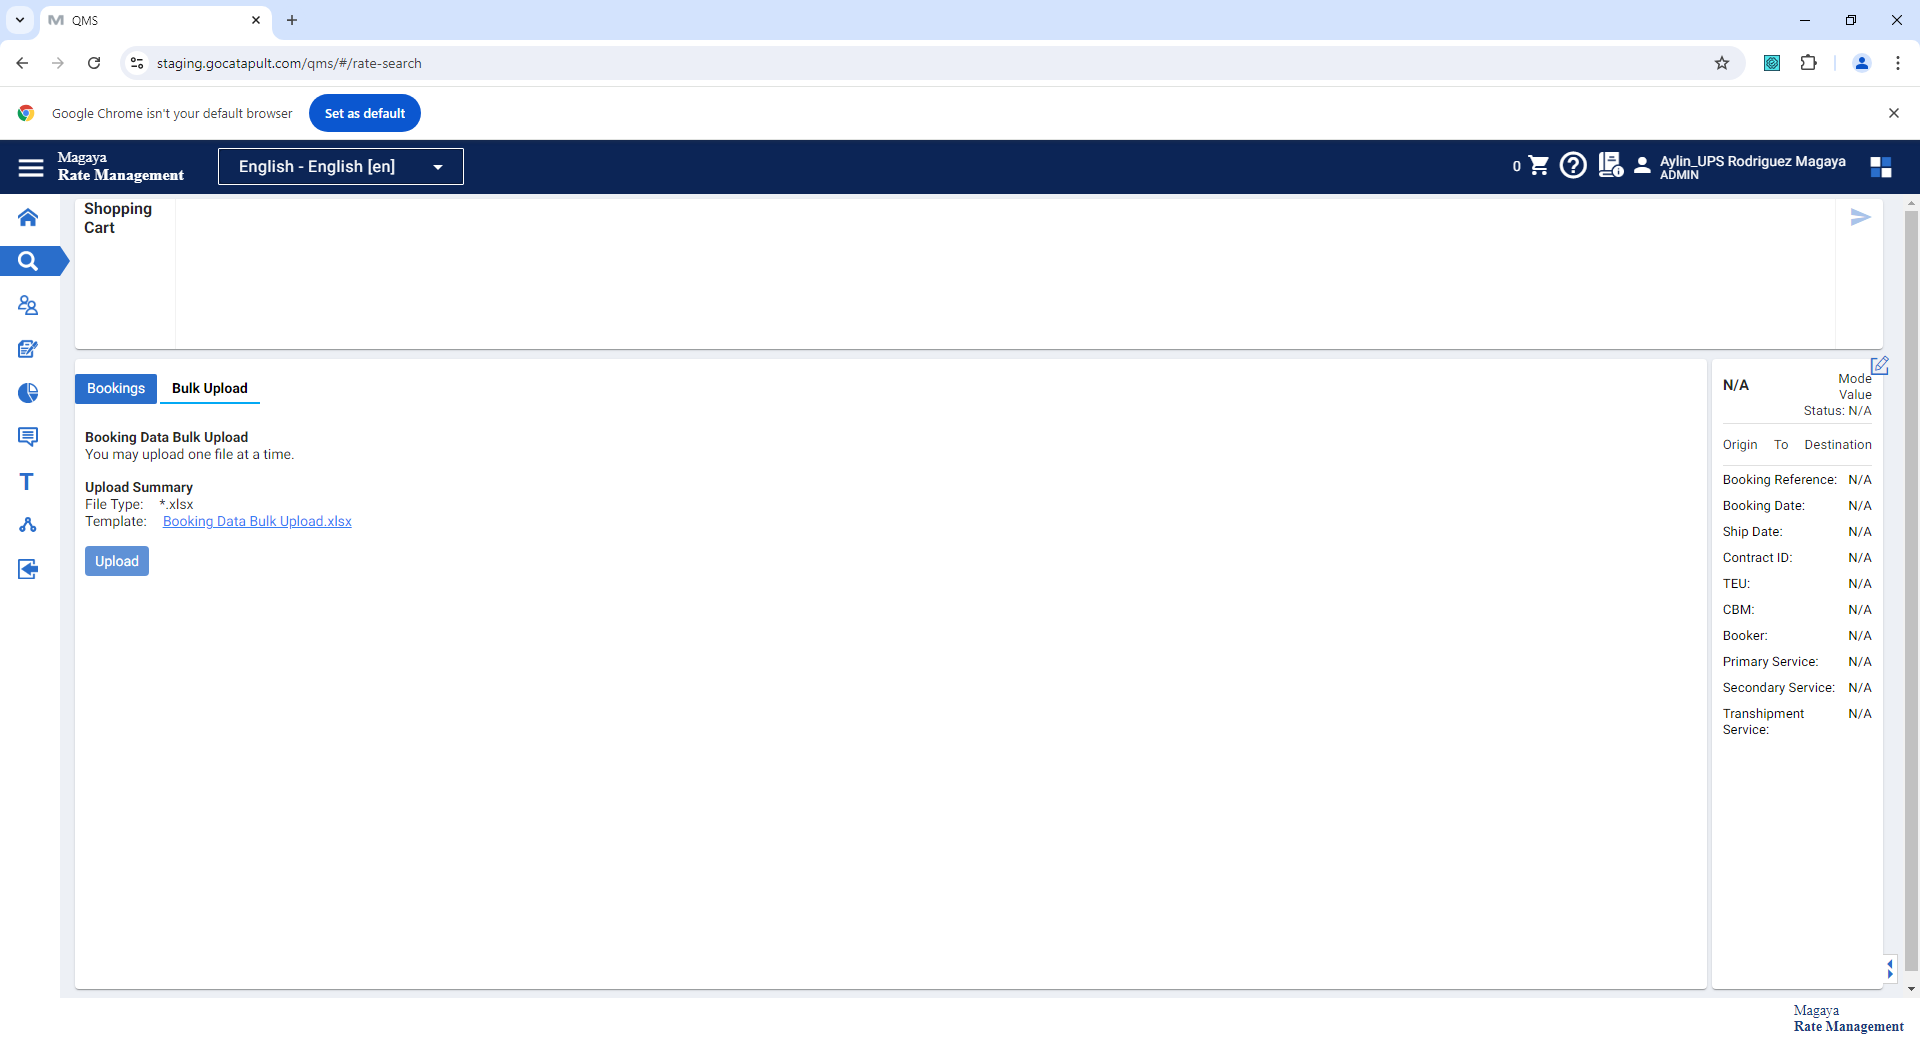 QMS
staging.gocatapult.com/qms/#/rate-search
Google Chrome isn't your default browser
Set as default
Magaya
Rate Management
English - English [en]
0
Aylin_UPS Rodriguez Magaya
ADMIN
Shopping
Cart
Bookings
Bulk Upload
Booking Data Bulk Upload
You may upload one file at a time.
Upload Summary
File Type: *.xlsx
Template: Booking Data Bulk Upload.xlsx
Upload
N/A
Mode
Value
Status: N/A
Origin To Destination
Booking Reference: N/A
Booking Date: N/A
Ship Date: N/A
Contract ID: N/A
TEU: N/A
CBM: N/A
Booker: N/A
Primary Service: N/A
Secondary Service: N/A
Transhipment N/A
Service:
T
Magaya
Rate Management